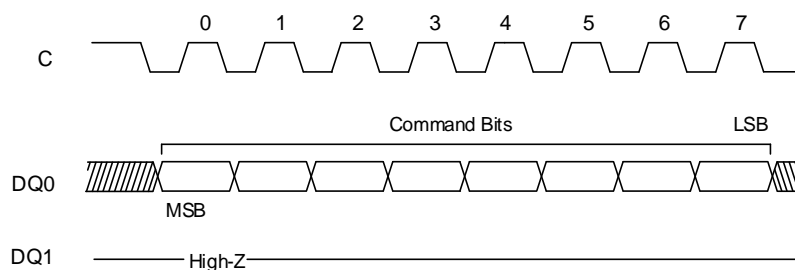 0 1 2 3 4 5 6 7
C
Command Bits LSB
DQ0
MSB
DQ1 High-Z